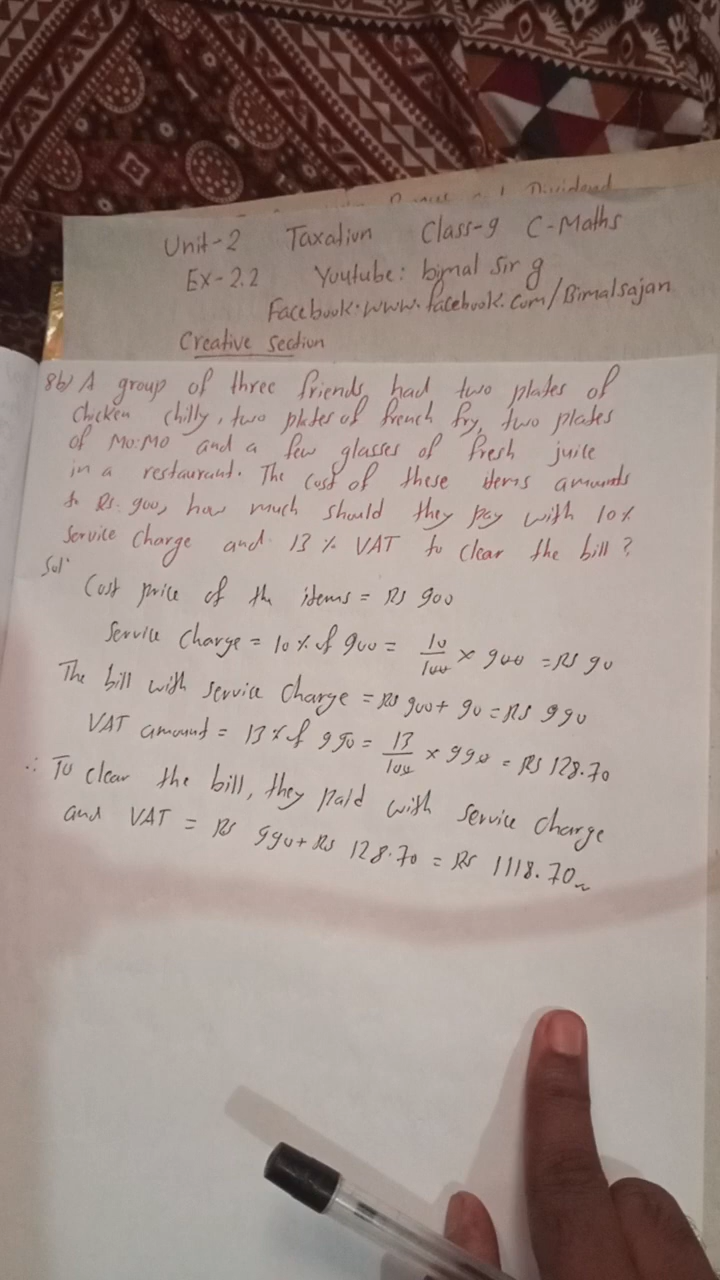 Dividend
Unit-2 Taxation Class-9 C-Maths
Ex-2.2 Youtube: bimal sir g
Facebook.www.facebook.com/Bimalsajan
Creative section
8b) A group of three friends had two plates of
chicken chilly, two plates of french fry, two plates
of Mo:Mo and a few glasses of fresh juice
in a restaurant. The cost of these items amounts
to Rs. 900, how much should they pay with 10%
service charge and 13% VAT to clear the bill?
Sol:
Cost price of the items = Rs 900
Service charge = 10% of 900 = 10/100 × 900 = Rs 90
The bill with service charge = Rs 900 + 90 = Rs 990
VAT amount = 13% of 990 = 13/100 × 990 = Rs 128.70
∴ To clear the bill, they paid with service charge
and VAT = Rs 990 + Rs 128.70 = Rs 1118.70